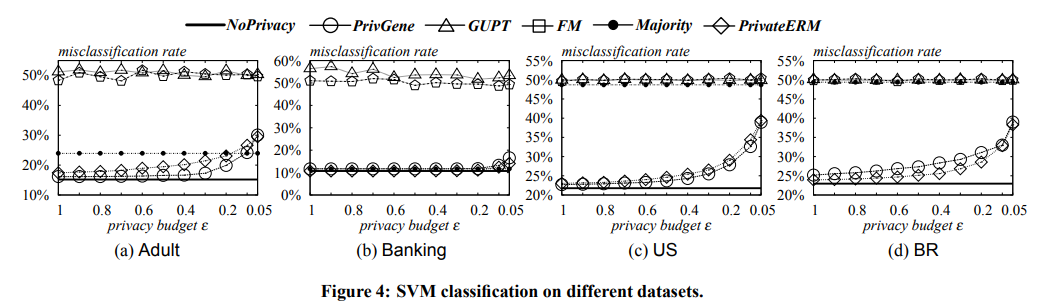 NoPrivacy PrivGene GUPT FM Majority PrivateERM
misclassification rate misclassification rate misclassification rate misclassification rate
50% 60% 50% 50%
50% 45% 45%
40% 40% 40% 40%
30% 35% 35%
30% 30% 30%
20% 20% 25% 25%
10% 20% 20%
10% 0%
1 0.8 0.6 0.4 0.2 0.05 1 0.8 0.6 0.4 0.2 0.05 1 0.8 0.6 0.4 0.2 0.05 1 0.8 0.6 0.4 0.2 0.05
privacy budget ε privacy budget ε privacy budget ε privacy budget ε
(a) Adult (b) Banking (c) US (d) BR
Figure 4: SVM classification on different datasets.